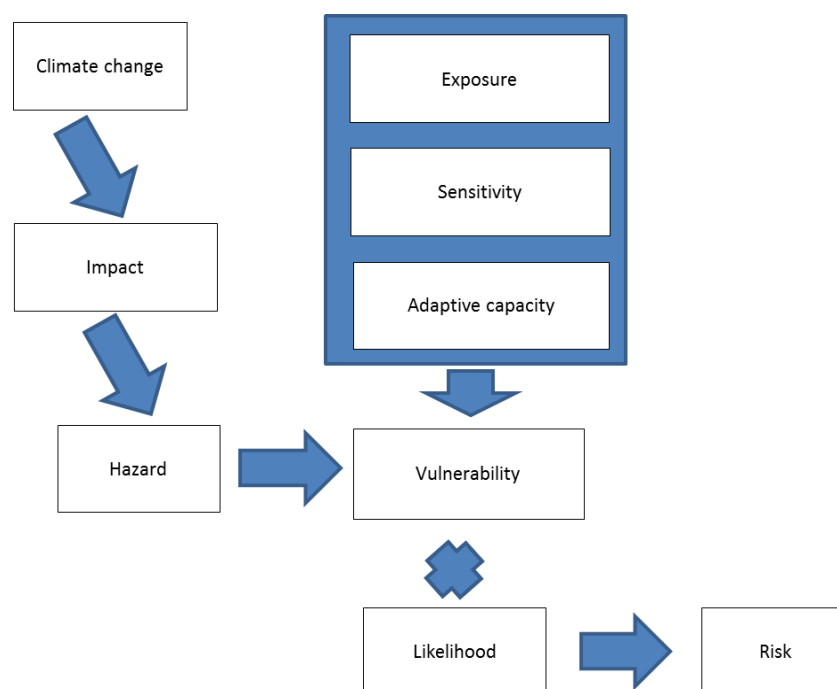 Climate change
Exposure
Sensitivity
Impact
Adaptive capacity
Hazard
Vulnerability
Likelihood
Risk